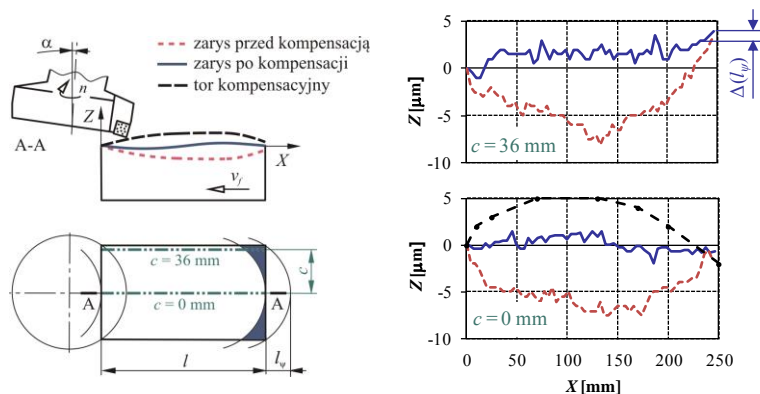 α
zarys przed kompensacją
zarys po kompensacji
tor kompensacyjny
n
Z
A-A
X
v_f
c = 36 mm
c
A
A
c = 0 mm
l
l_ψ
5
0
-5
-10
Z [µm]
c = 36 mm
Δ(l_ψ)
5
0
-5
-10
Z [µm]
c = 0 mm
0 50 100 150 200 250
X [mm]